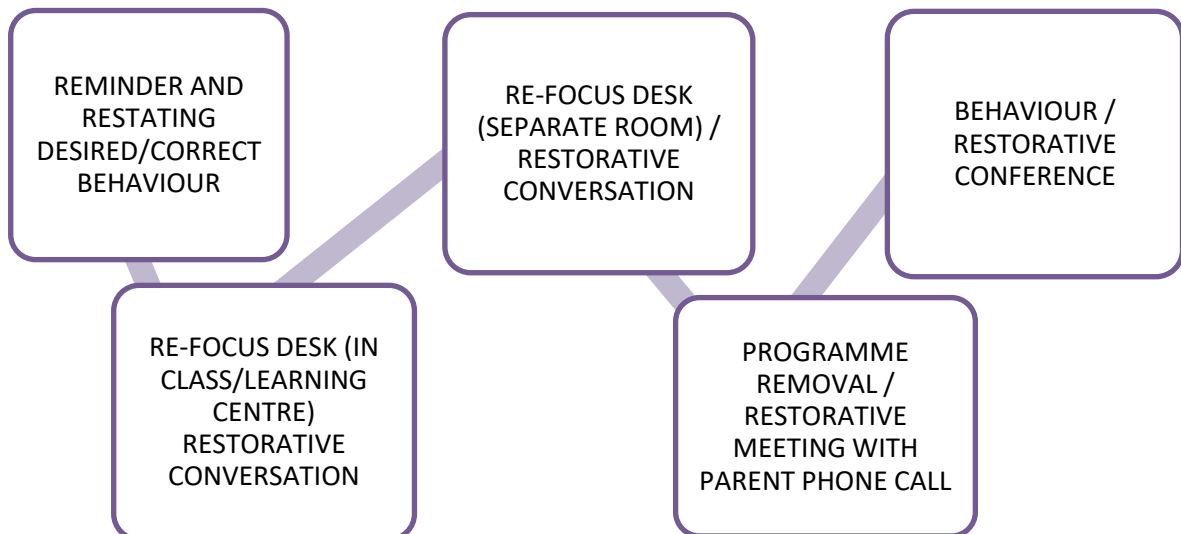 REMINDER AND
RESTATING
DESIRED/CORRECT
BEHAVIOUR
RE-FOCUS DESK (IN
CLASS/LEARNING
CENTRE)
RESTORATIVE
CONVERSATION
RE-FOCUS DESK
(SEPARATE ROOM) /
RESTORATIVE
CONVERSATION
PROGRAMME
REMOVAL /
RESTORATIVE
MEETING WITH
PARENT PHONE CALL
BEHAVIOUR /
RESTORATIVE
CONFERENCE